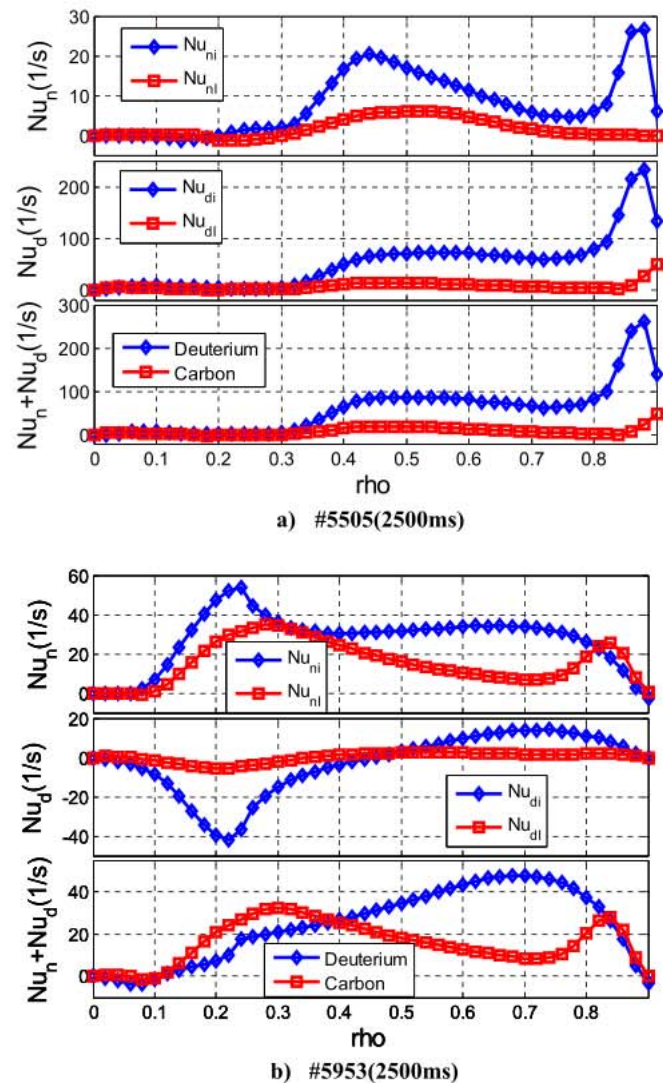 30
20
10
0
Nu_n(1/s)
Nu_ni
Nu_nI
200
100
0
Nu_d(1/s)
Nu_di
Nu_dI
300
200
100
0
Nu_n+Nu_d(1/s)
Deuterium
Carbon
0 0.1 0.2 0.3 0.4 0.5 0.6 0.7 0.8
rho
a) #5505(2500ms)
60
40
20
0
Nu_n(1/s)
Nu_ni
Nu_nI
20
0
-20
-40
Nu_d(1/s)
Nu_di
Nu_dI
40
20
0
Nu_n+Nu_d(1/s)
Deuterium
Carbon
0 0.1 0.2 0.3 0.4 0.5 0.6 0.7 0.8
rho
b) #5953(2500ms)